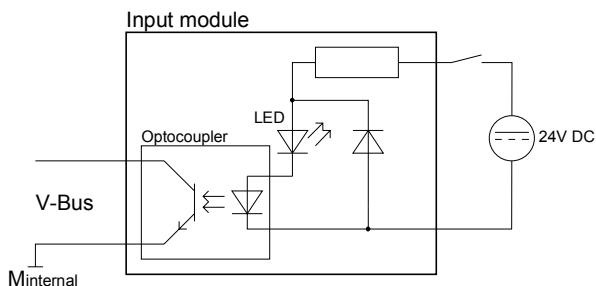 Input module
LED
Optocoupler
24V DC
V-Bus
Minternal